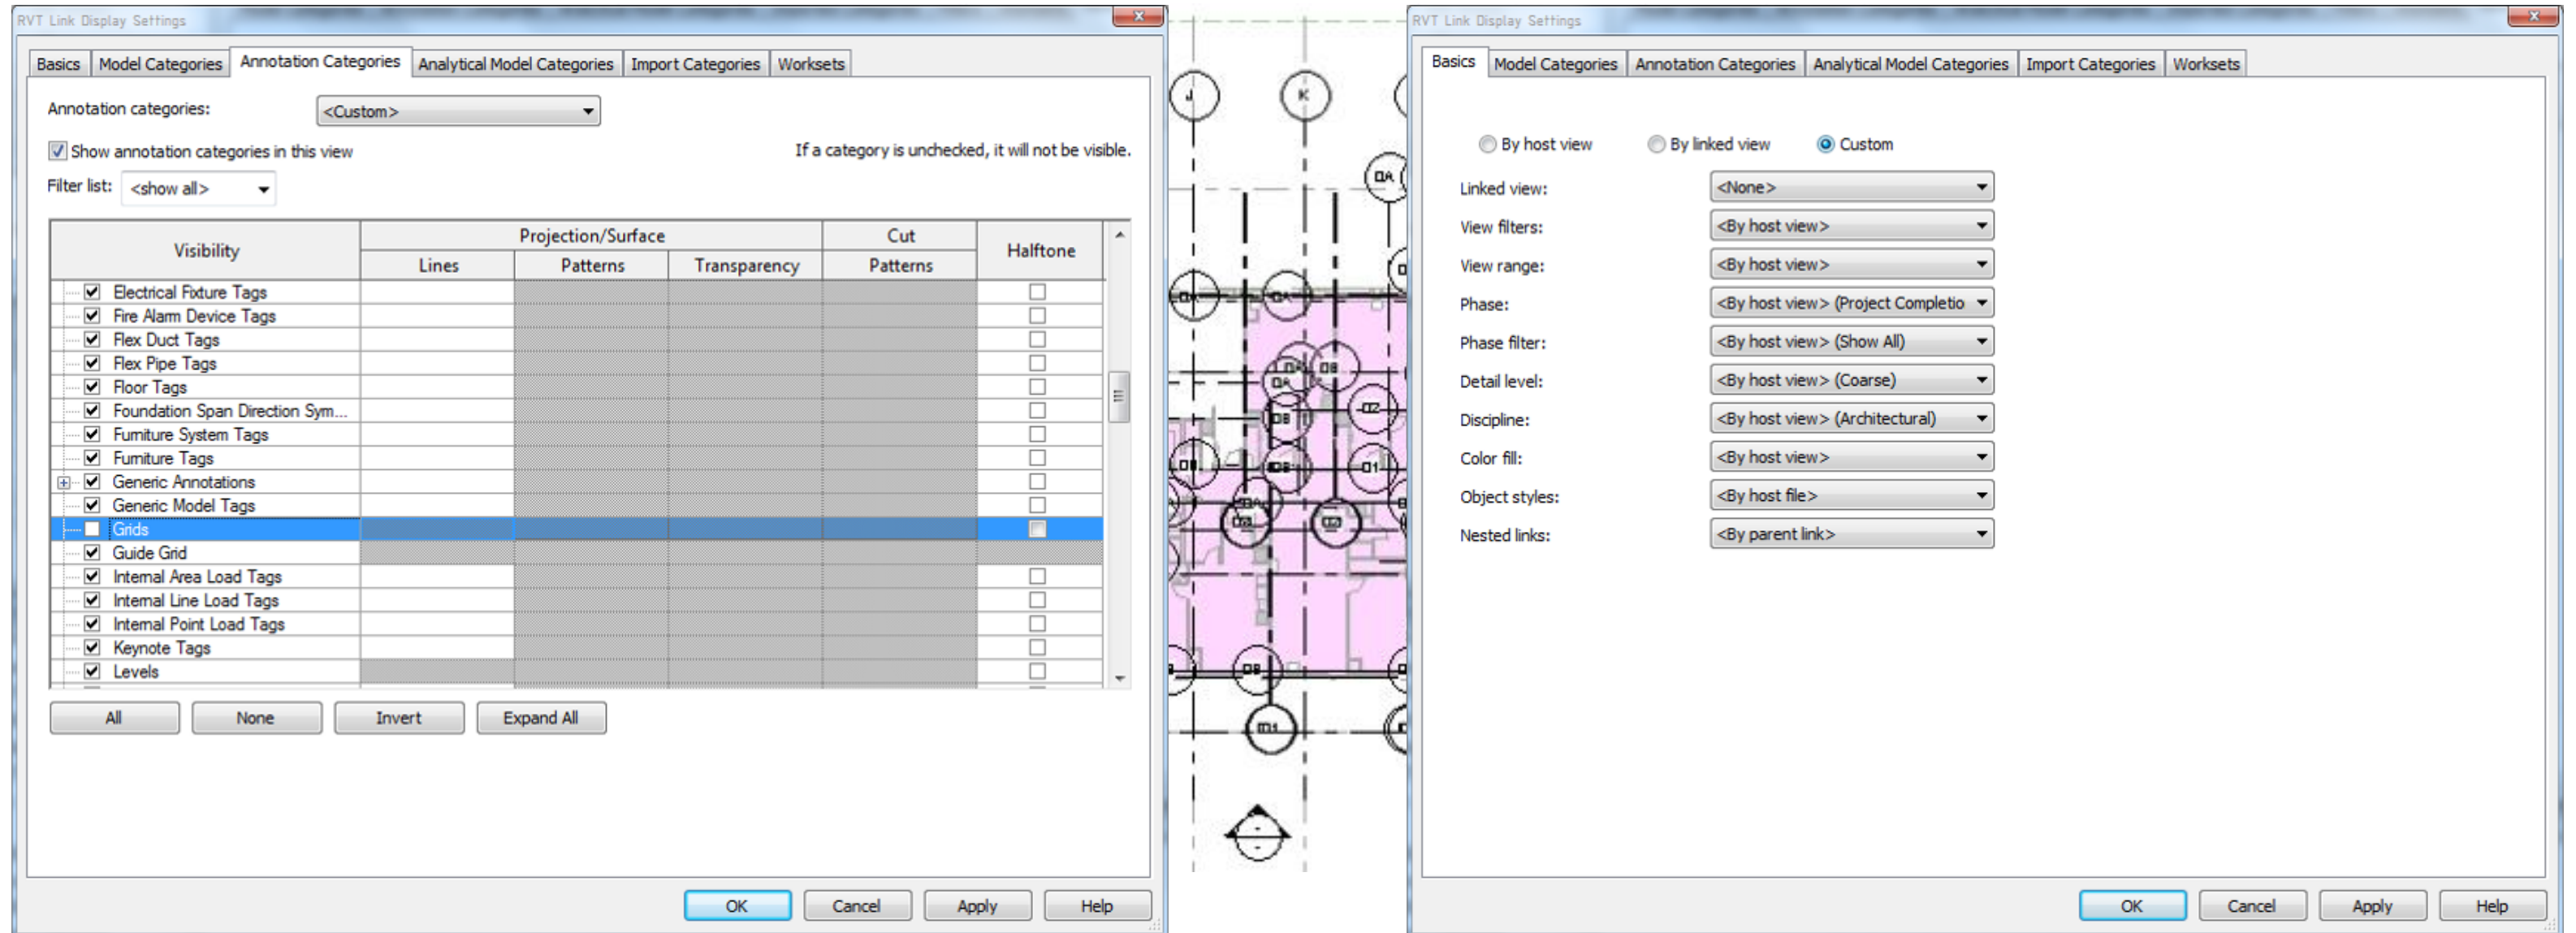 RVT Link Display Settings
Basics Model Categories Annotation Categories Analytical Model Categories Import Categories Worksets
Annotation categories: <Custom>
Show annotation categories in this view If a category is unchecked, it will not be visible.
Filter list: <show all>
Visibility Projection/Surface Cut Halftone
Lines Patterns Transparency Patterns
Electrical Fixture Tags
Fire Alarm Device Tags
Flex Duct Tags
Flex Pipe Tags
Floor Tags
Foundation Span Direction Sym...
Furniture System Tags
Furniture Tags
Generic Annotations
Generic Model Tags
Grids
Guide Grid
Internal Area Load Tags
Internal Line Load Tags
Internal Point Load Tags
Keynote Tags
Levels
All None Invert Expand All
OK Cancel Apply Help
J K
RVT Link Display Settings
Basics Model Categories Annotation Categories Analytical Model Categories Import Categories Worksets
By host view By linked view Custom
Linked view: <None>
View filters: <By host view>
View range: <By host view>
Phase: <By host view> (Project Completio
Phase filter: <By host view> (Show All)
Detail level: <By host view> (Coarse)
Discipline: <By host view> (Architectural)
Color fill: <By host view>
Object styles: <By host file>
Nested links: <By parent link>
OK Cancel Apply Help